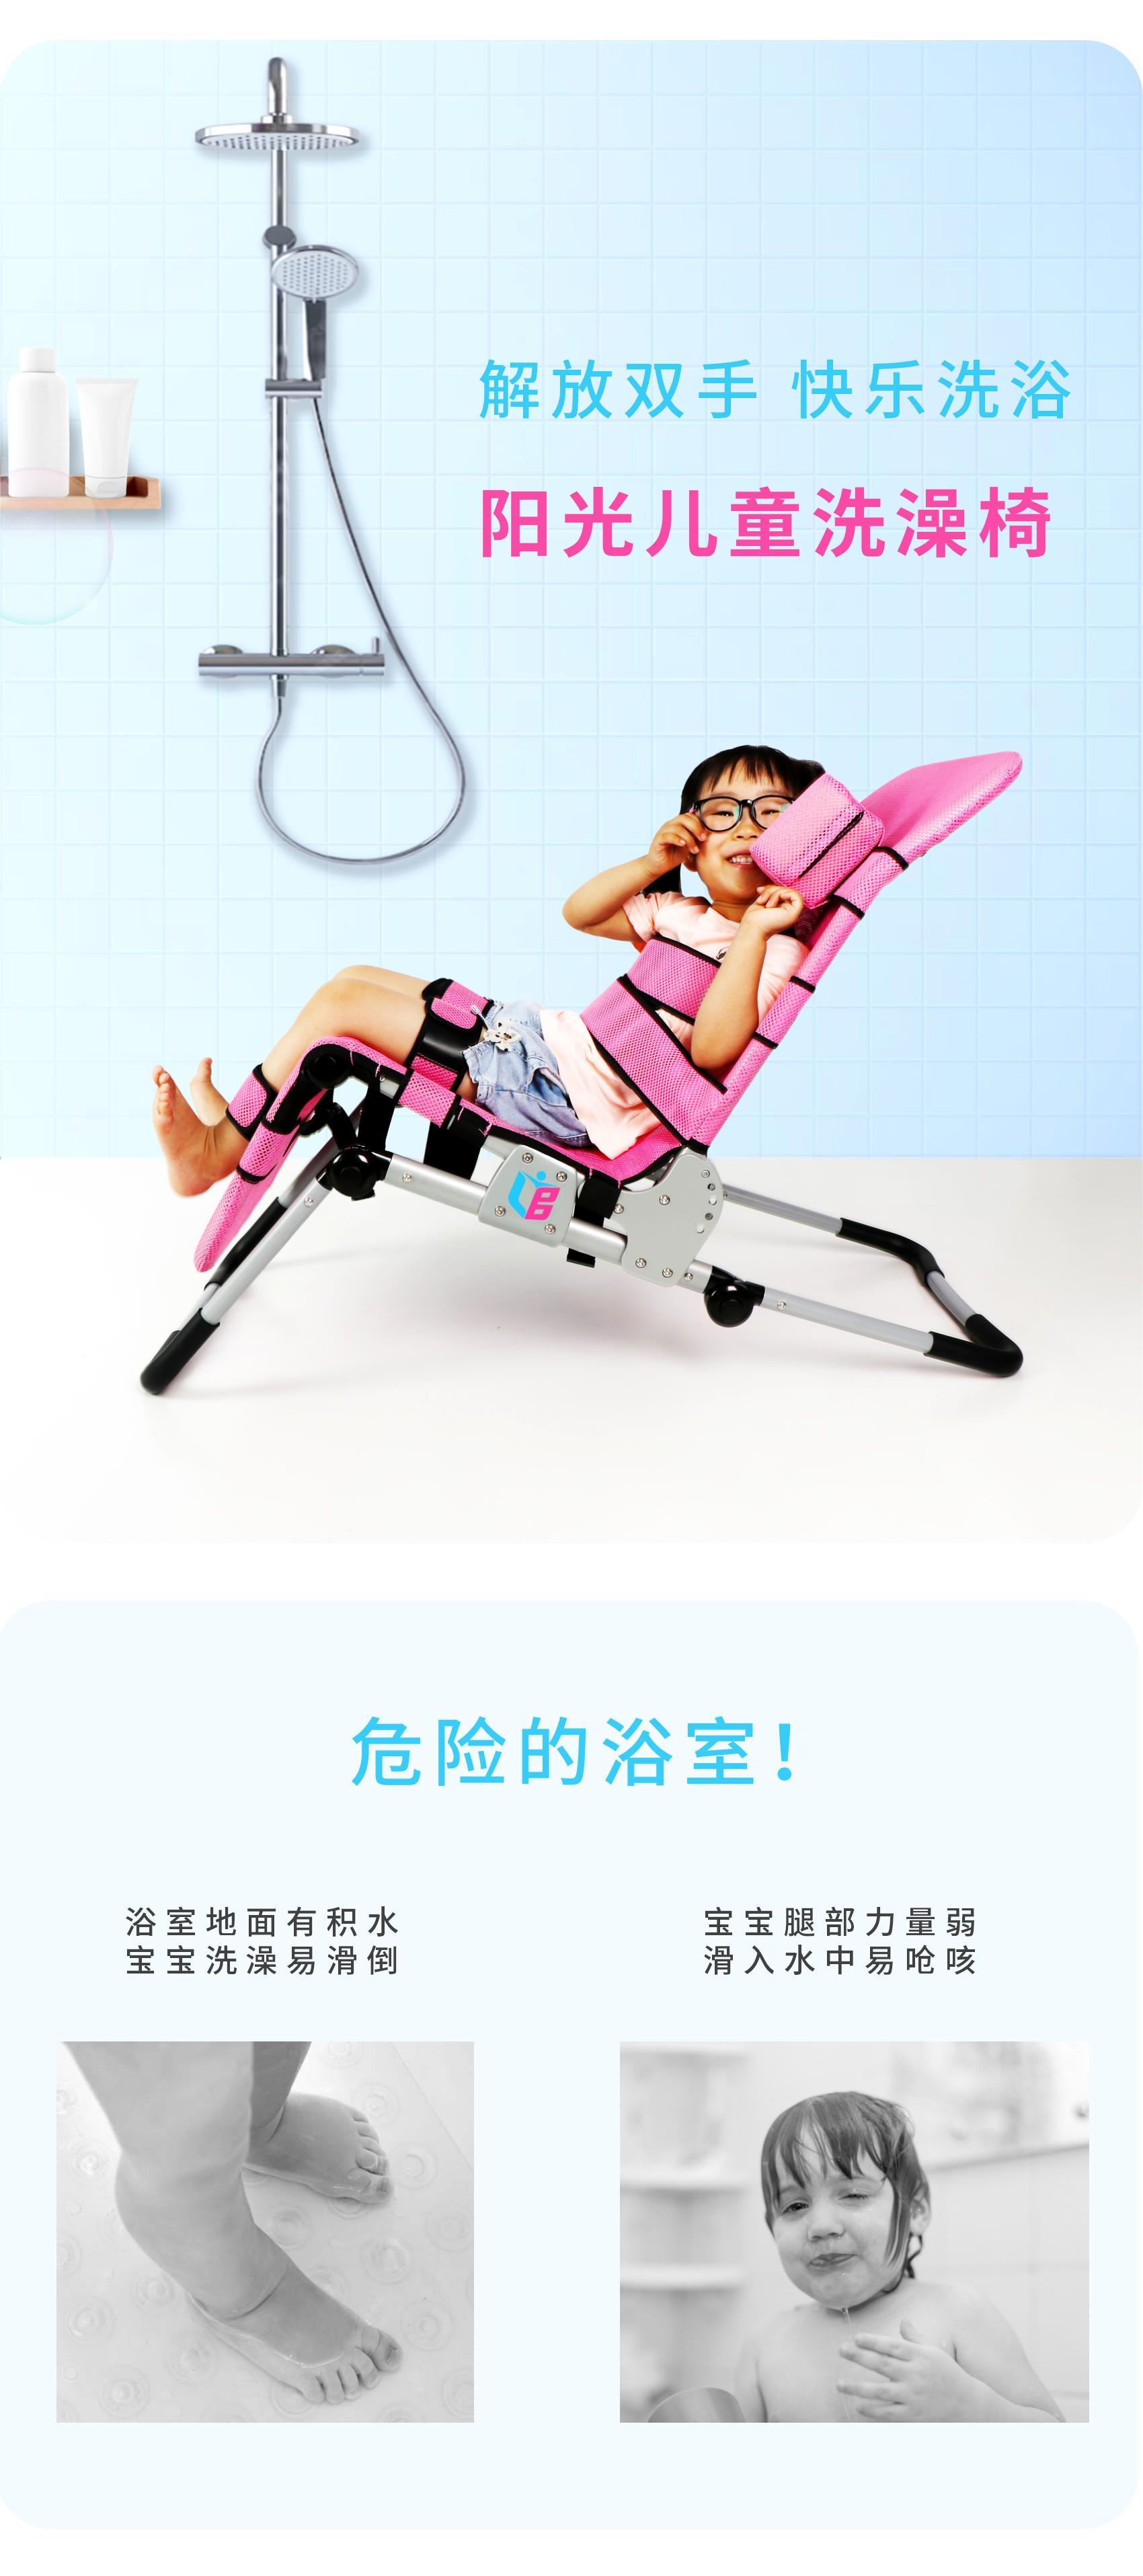 解放双手 快乐洗浴
阳光儿童洗澡椅
危险的浴室！
浴室地面有积水
宝宝洗澡易滑倒
宝宝腿部力量弱
滑入水中易呛咳